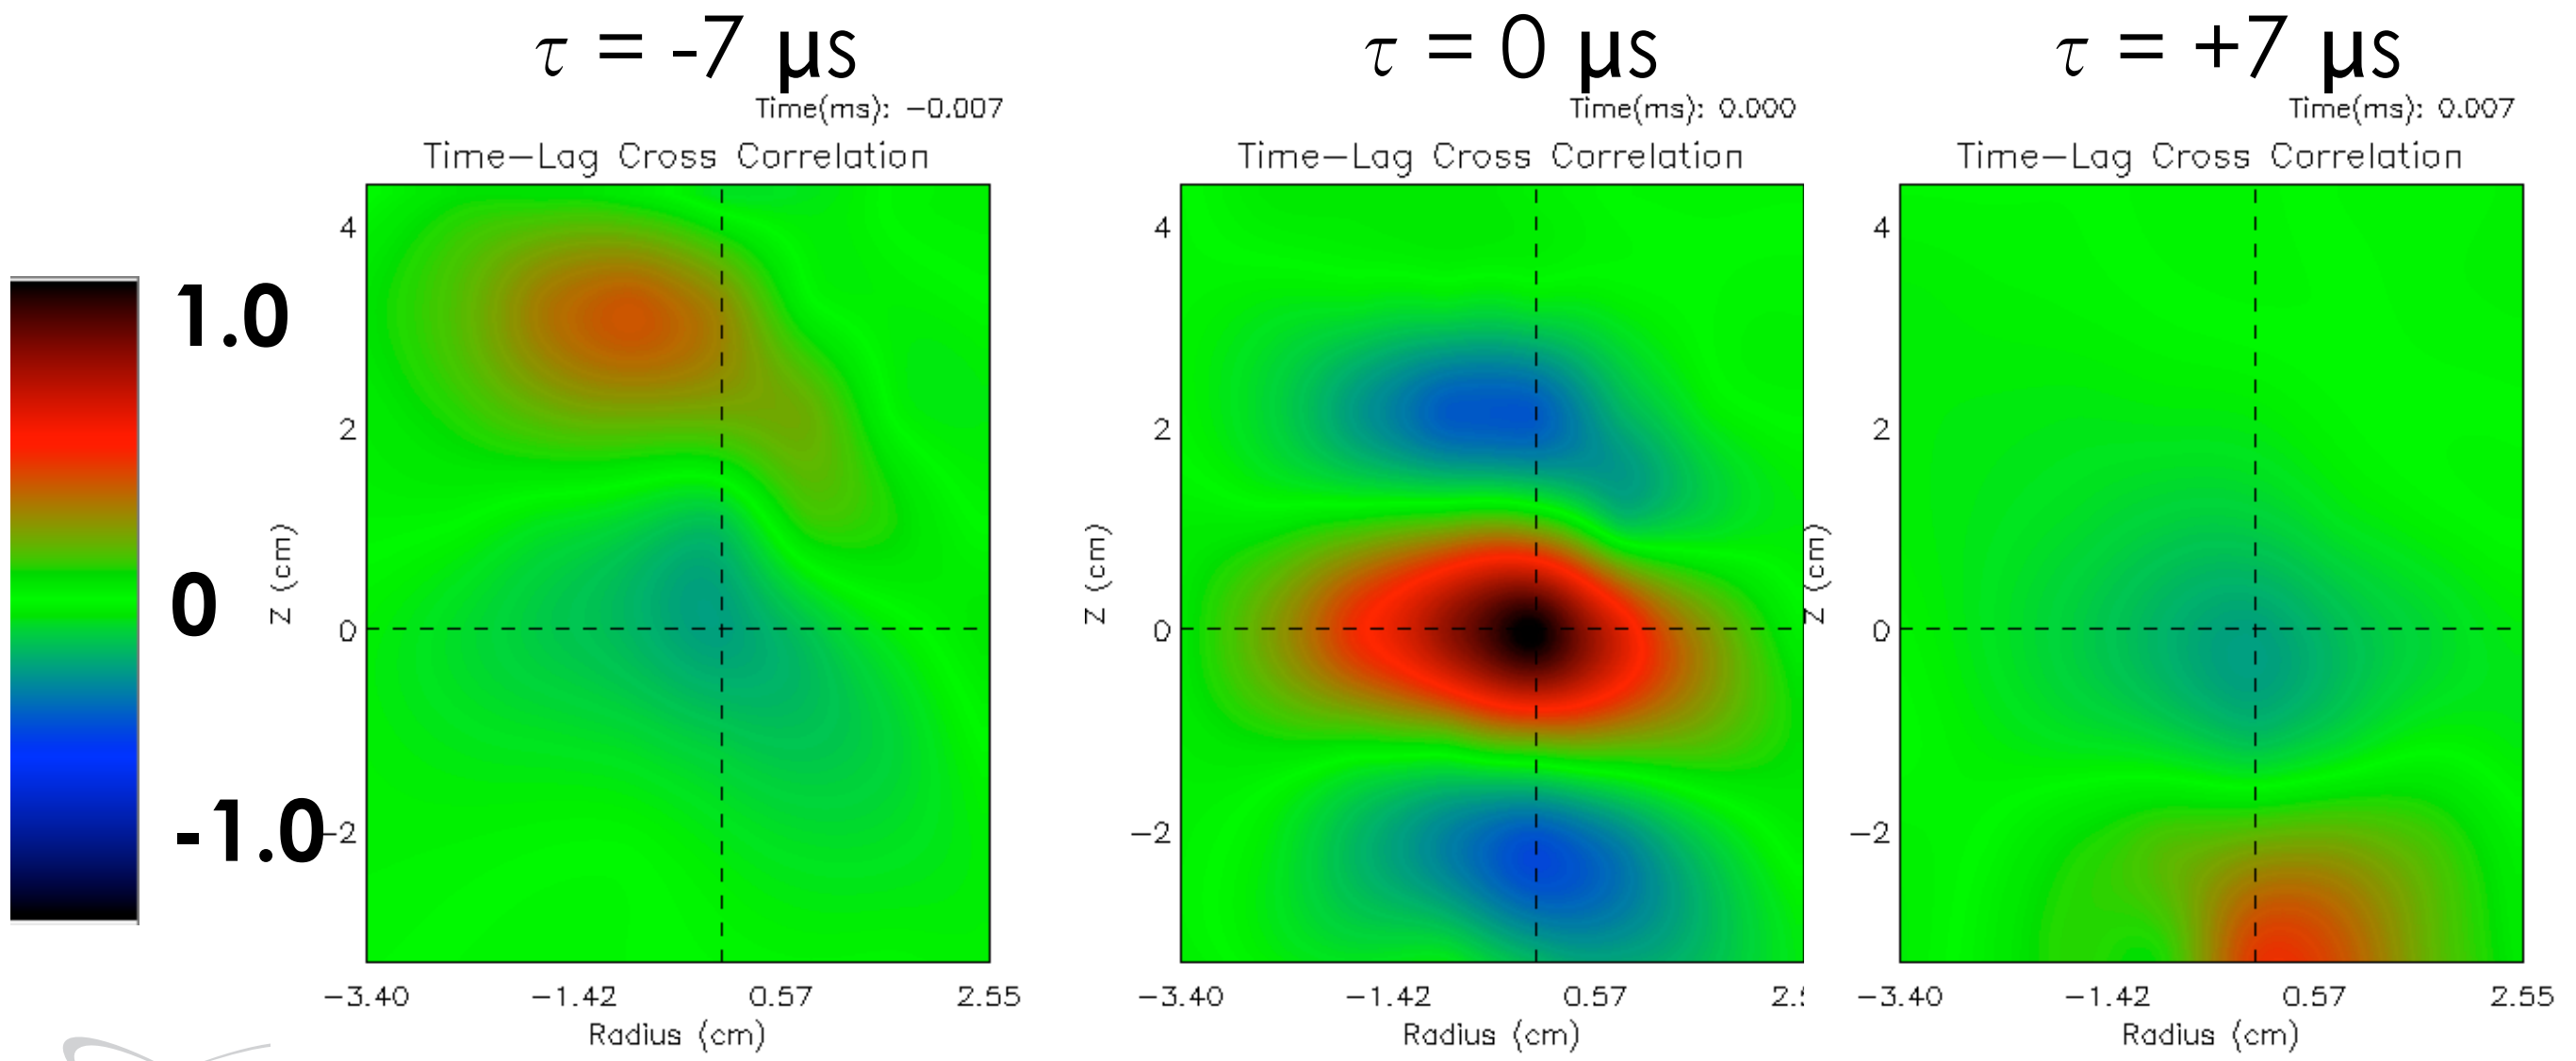 τ = -7 µs
Time(ms): −0.007
Time−Lag Cross Correlation
4
2
0
−2
Z (cm)
−3.40 −1.42 0.57 2.55
Radius (cm)
1.0
0
-1.0
τ = 0 µs
Time(ms): 0.000
Time−Lag Cross Correlation
4
2
0
−2
Z (cm)
−3.40 −1.42 0.57
Radius (cm)
τ = +7 µs
Time(ms): 0.007
Time−Lag Cross Correlation
4
2
0
−2
Z (cm)
−3.40 −1.42 0.57 2.55
Radius (cm)